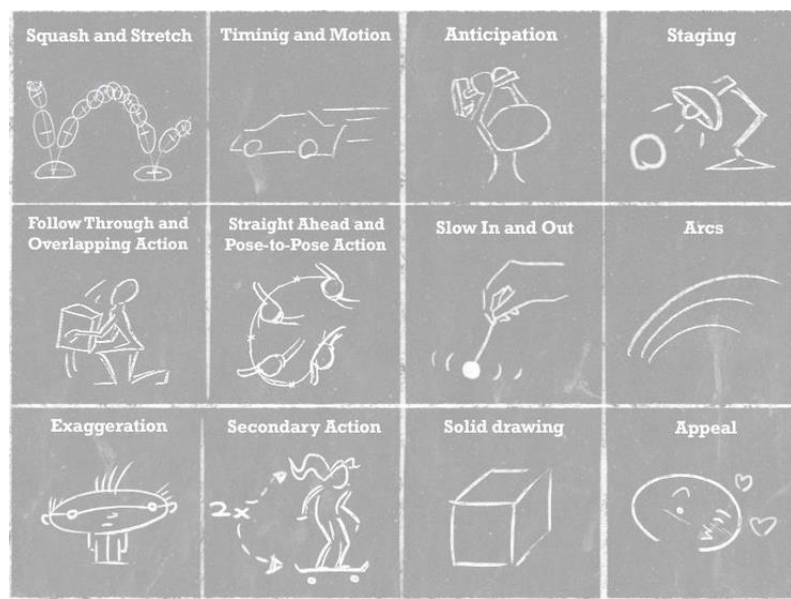 Squash and Stretch
Timinig and Motion
Anticipation
Staging
Follow Through and
Overlapping Action
Straight Ahead and
Pose-to-Pose Action
Slow In and Out
Arcs
Exaggeration
Secondary Action
Solid drawing
Appeal
2x